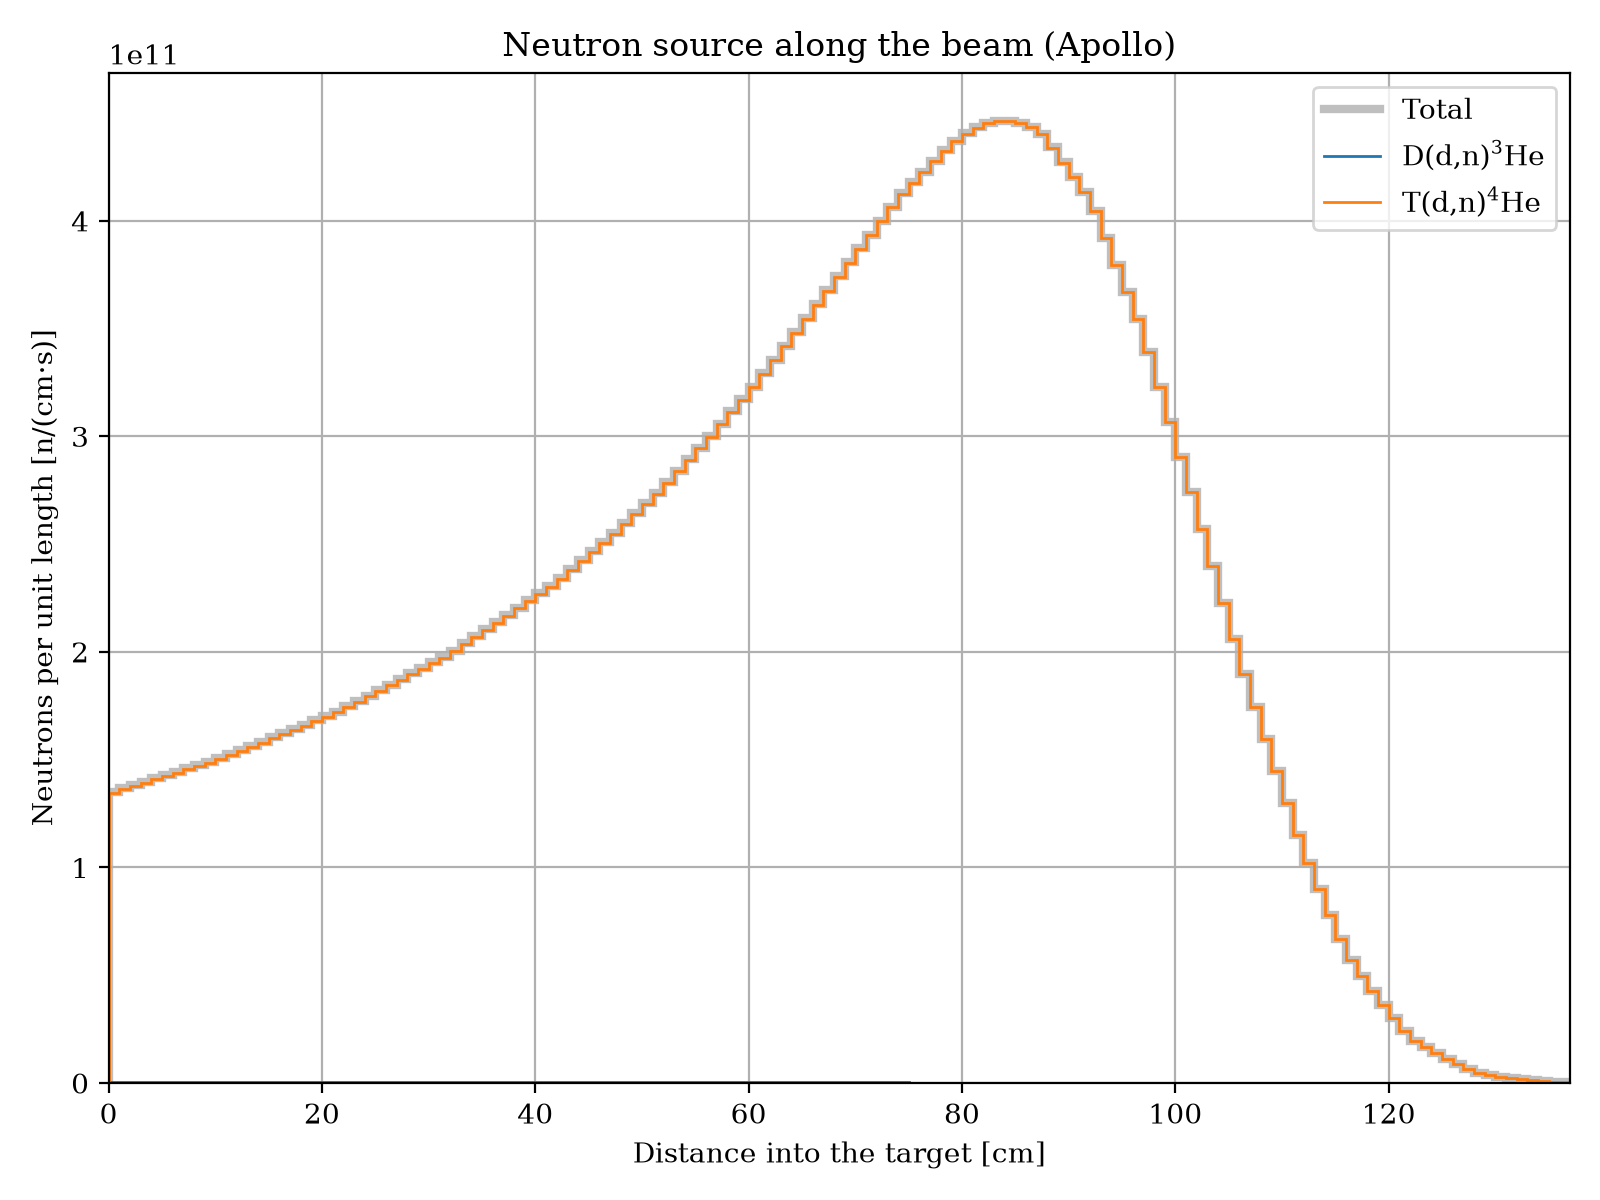 Neutron source along the beam (Apollo)
1e11
Total
D(d,n)³He
T(d,n)⁴He
4
3
2
1
0
Neutrons per unit length [n/(cm·s)]
0 20 40 60 80 100 120
Distance into the target [cm]